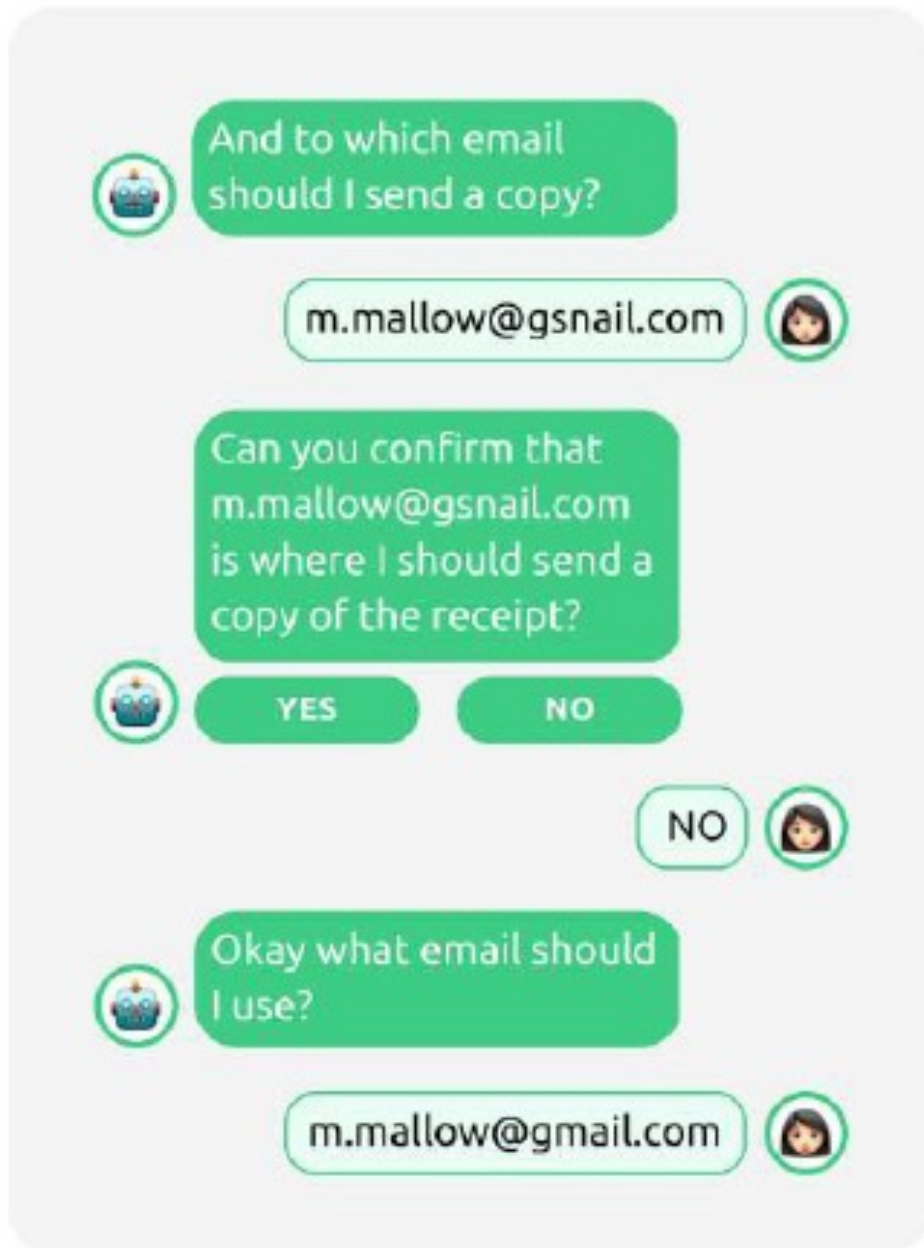 And to which email
should I send a copy?
m.mallow@gsnail.com
Can you confirm that
m.mallow@gsnail.com
is where I should send a
copy of the receipt?
YES NO
NO
Okay what email should
I use?
m.mallow@gmail.com